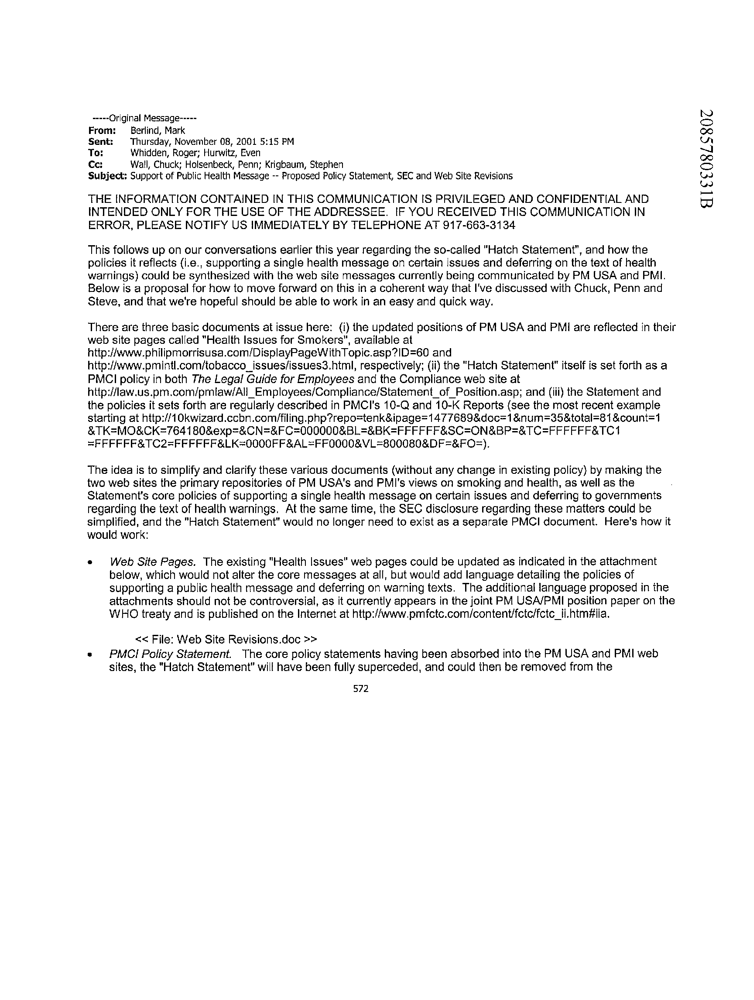 -----Original Message-----
From: Berlind, Mark
Sent: Thursday, November 08, 2001 5:15 PM
To: Whidden, Roger; Hurwitz, Even
Cc: Wall, Chuck; Holsenbeck, Penn; Krigbaum, Stephen
Subject: Support of Public Health Message -- Proposed Policy Statement, SEC and Web Site Revisions
THE INFORMATION CONTAINED IN THIS COMMUNICATION IS PRIVILEGED AND CONFIDENTIAL AND
INTENDED ONLY FOR THE USE OF THE ADDRESSEE. IF YOU RECEIVED THIS COMMUNICATION IN
ERROR, PLEASE NOTIFY US IMMEDIATELY BY TELEPHONE AT 917-663-3134
This follows up on our conversations earlier this year regarding the so-called "Hatch Statement", and how the
policies it reflects (i.e., supporting a single health message on certain issues and deferring on the text of health
warnings) could be synthesized with the web site messages currently being communicated by PM USA and PMI.
Below is a proposal for how to move forward on this in a coherent way that I've discussed with Chuck, Penn and
Steve, and that we're hopeful should be able to work in an easy and quick way.
There are three basic documents at issue here: (i) the updated positions of PM USA and PMI are reflected in their
web site pages called "Health Issues for Smokers", available at
http://www.philipmorrisusa.com/DisplayPageWithTopic.asp?ID=60 and
http://www.pmintl.com/tobacco_issues/issues3.html, respectively; (ii) the "Hatch Statement" itself is set forth as a
PMCI policy in both The Legal Guide for Employees and the Compliance web site at
http://law.us.pm.com/pmlaw/All_Employees/Compliance/Statement_of_Position.asp; and (iii) the Statement and
the policies it sets forth are regularly described in PMCI's 10-Q and 10-K Reports (see the most recent example
starting at http://10kwizard.ccbn.com/filing.php?repo=tenk&ipage=1477689&doc=1&num=35&total=81&count=1
&TK=MO&CK=764180&exp=&CN=&FC=000000&BL=&BK=FFFFFF&SC=ON&BP=&TC=FFFFFF&TC1
=FFFFFF&TC2=FFFFFF&LK=0000FF&AL=FF0000&VL=800080&DF=&FO=).
The idea is to simplify and clarify these various documents (without any change in existing policy) by making the
two web sites the primary repositories of PM USA's and PMI's views on smoking and health, as well as the
Statement's core policies of supporting a single health message on certain issues and deferring to governments
regarding the text of health warnings. At the same time, the SEC disclosure regarding these matters could be
simplified, and the "Hatch Statement" would no longer need to exist as a separate PMCI document. Here's how it
would work:
• Web Site Pages. The existing "Health Issues" web pages could be updated as indicated in the attachment
below, which would not alter the core messages at all, but would add language detailing the policies of
supporting a public health message and deferring on warning texts. The additional language proposed in the
attachments should not be controversial, as it currently appears in the joint PM USA/PMI position paper on the
WHO treaty and is published on the Internet at http://www.pmfctc.com/content/fctc/fctc_ii.htm#iia.
<< File: Web Site Revisions.doc >>
• PMCI Policy Statement. The core policy statements having been absorbed into the PM USA and PMI web
sites, the "Hatch Statement" will have been fully superceded, and could then be removed from the
572
2085780331B